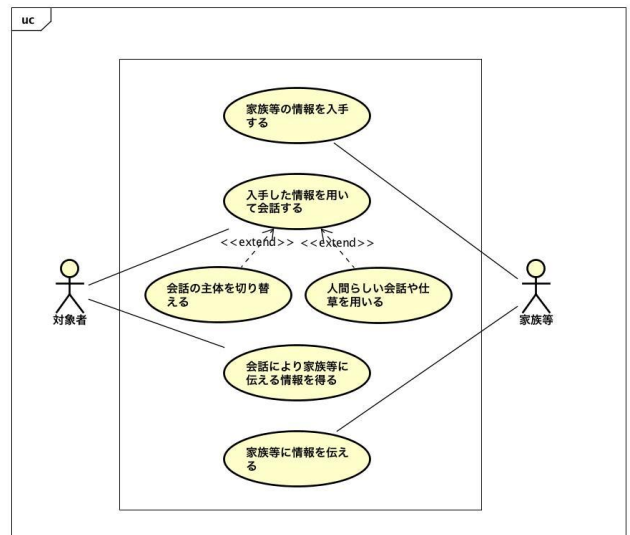 uc
家族等の情報を入手
する
入手した情報を用い
て会話する
<<extend>>
<<extend>>
会話の主体を切り替
える
人間らしい会話や仕
草を用いる
対象者
家族等
会話により家族等に
伝える情報を得る
家族等に情報を伝え
る